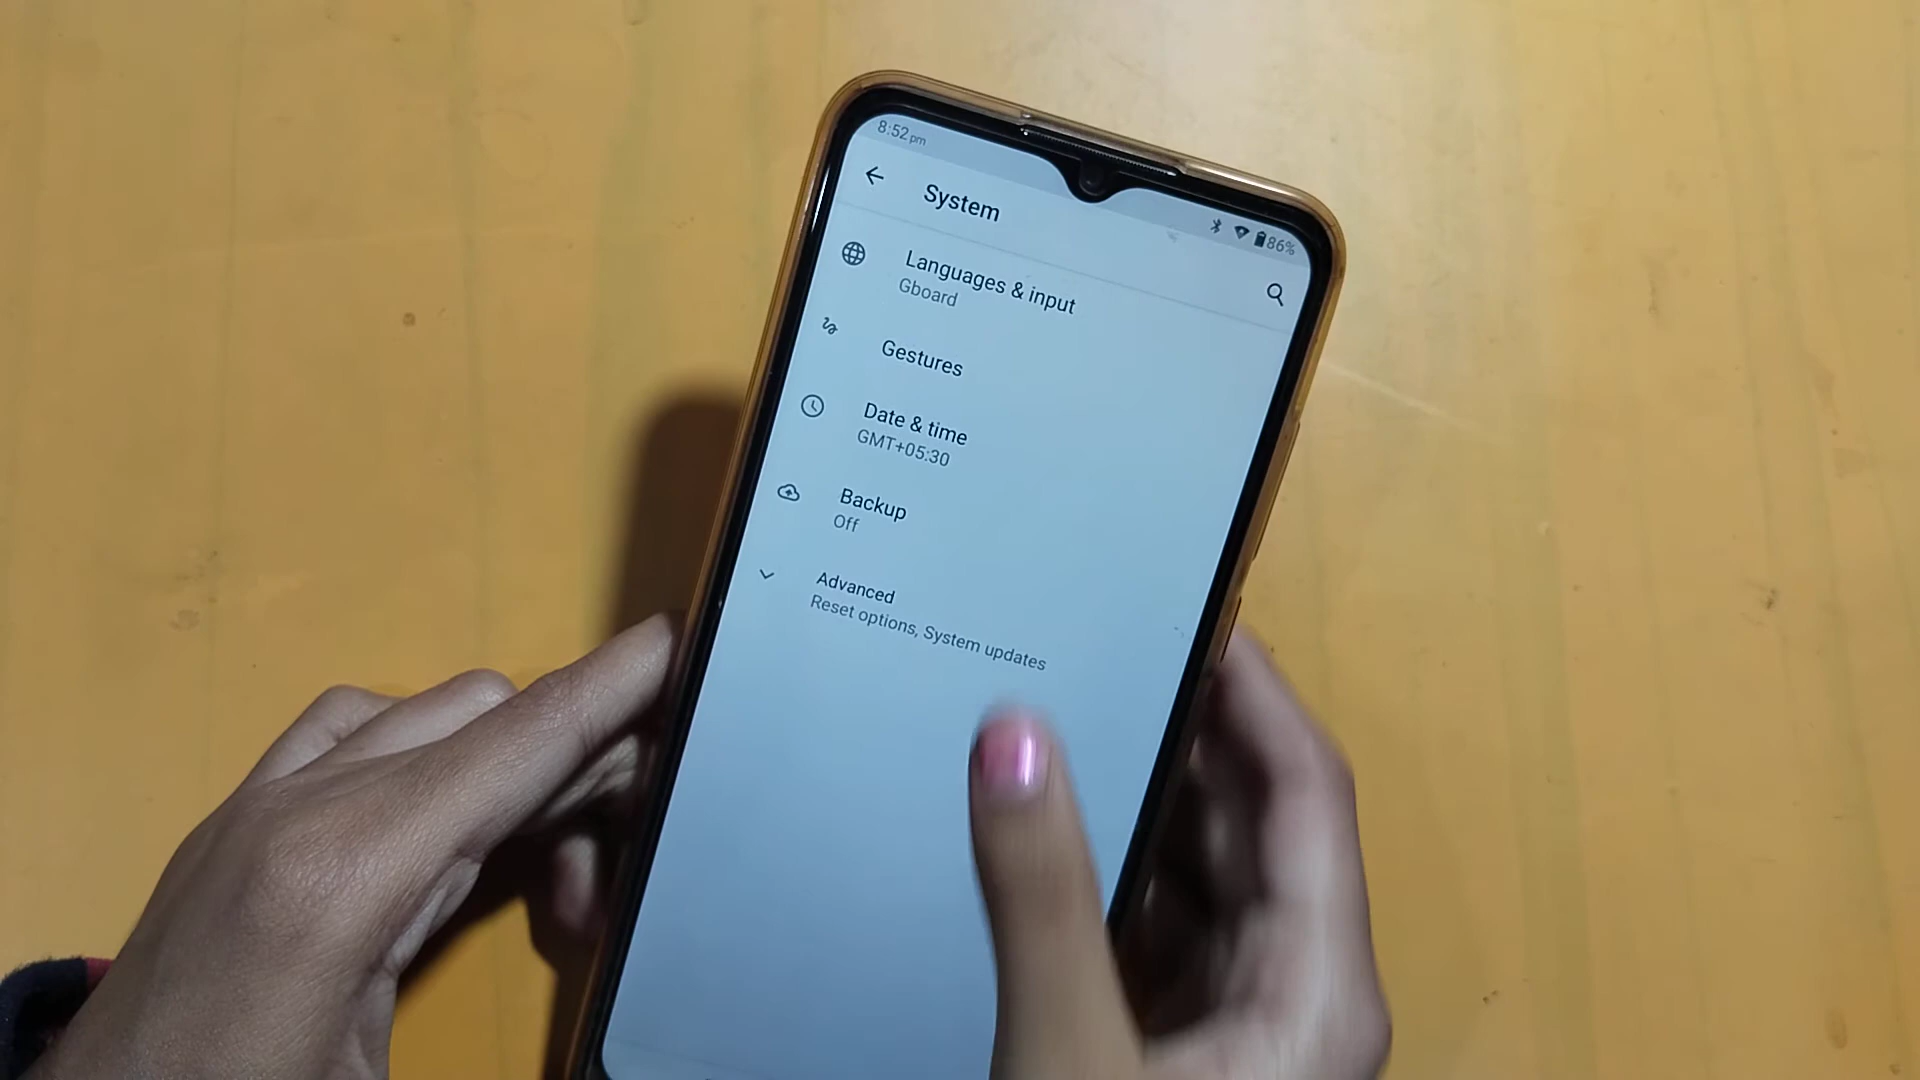 8:52 pm
86%
System
Languages & input
Gboard
Gestures
Date & time
GMT+05:30
Backup
Off
Advanced
Reset options, System updates